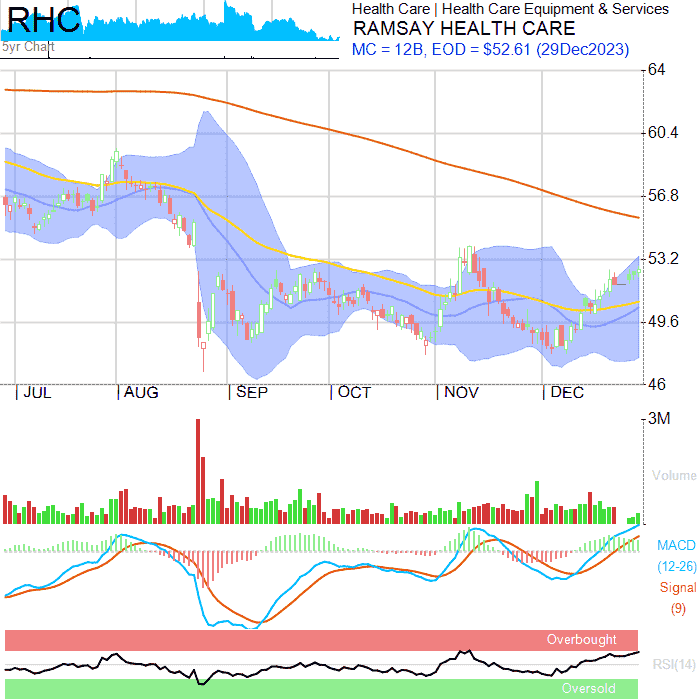 RHC
5yr Chart
Health Care | Health Care Equipment & Services
RAMSAY HEALTH CARE
MC = 12B, EOD = $52.61 (29Dec2023)
64
60.4
56.8
53.2
49.6
46
JUL AUG SEP OCT NOV DEC
3M
Volume
MACD
(12-26)
Signal
(9)
Overbought
RSI(14)
Oversold